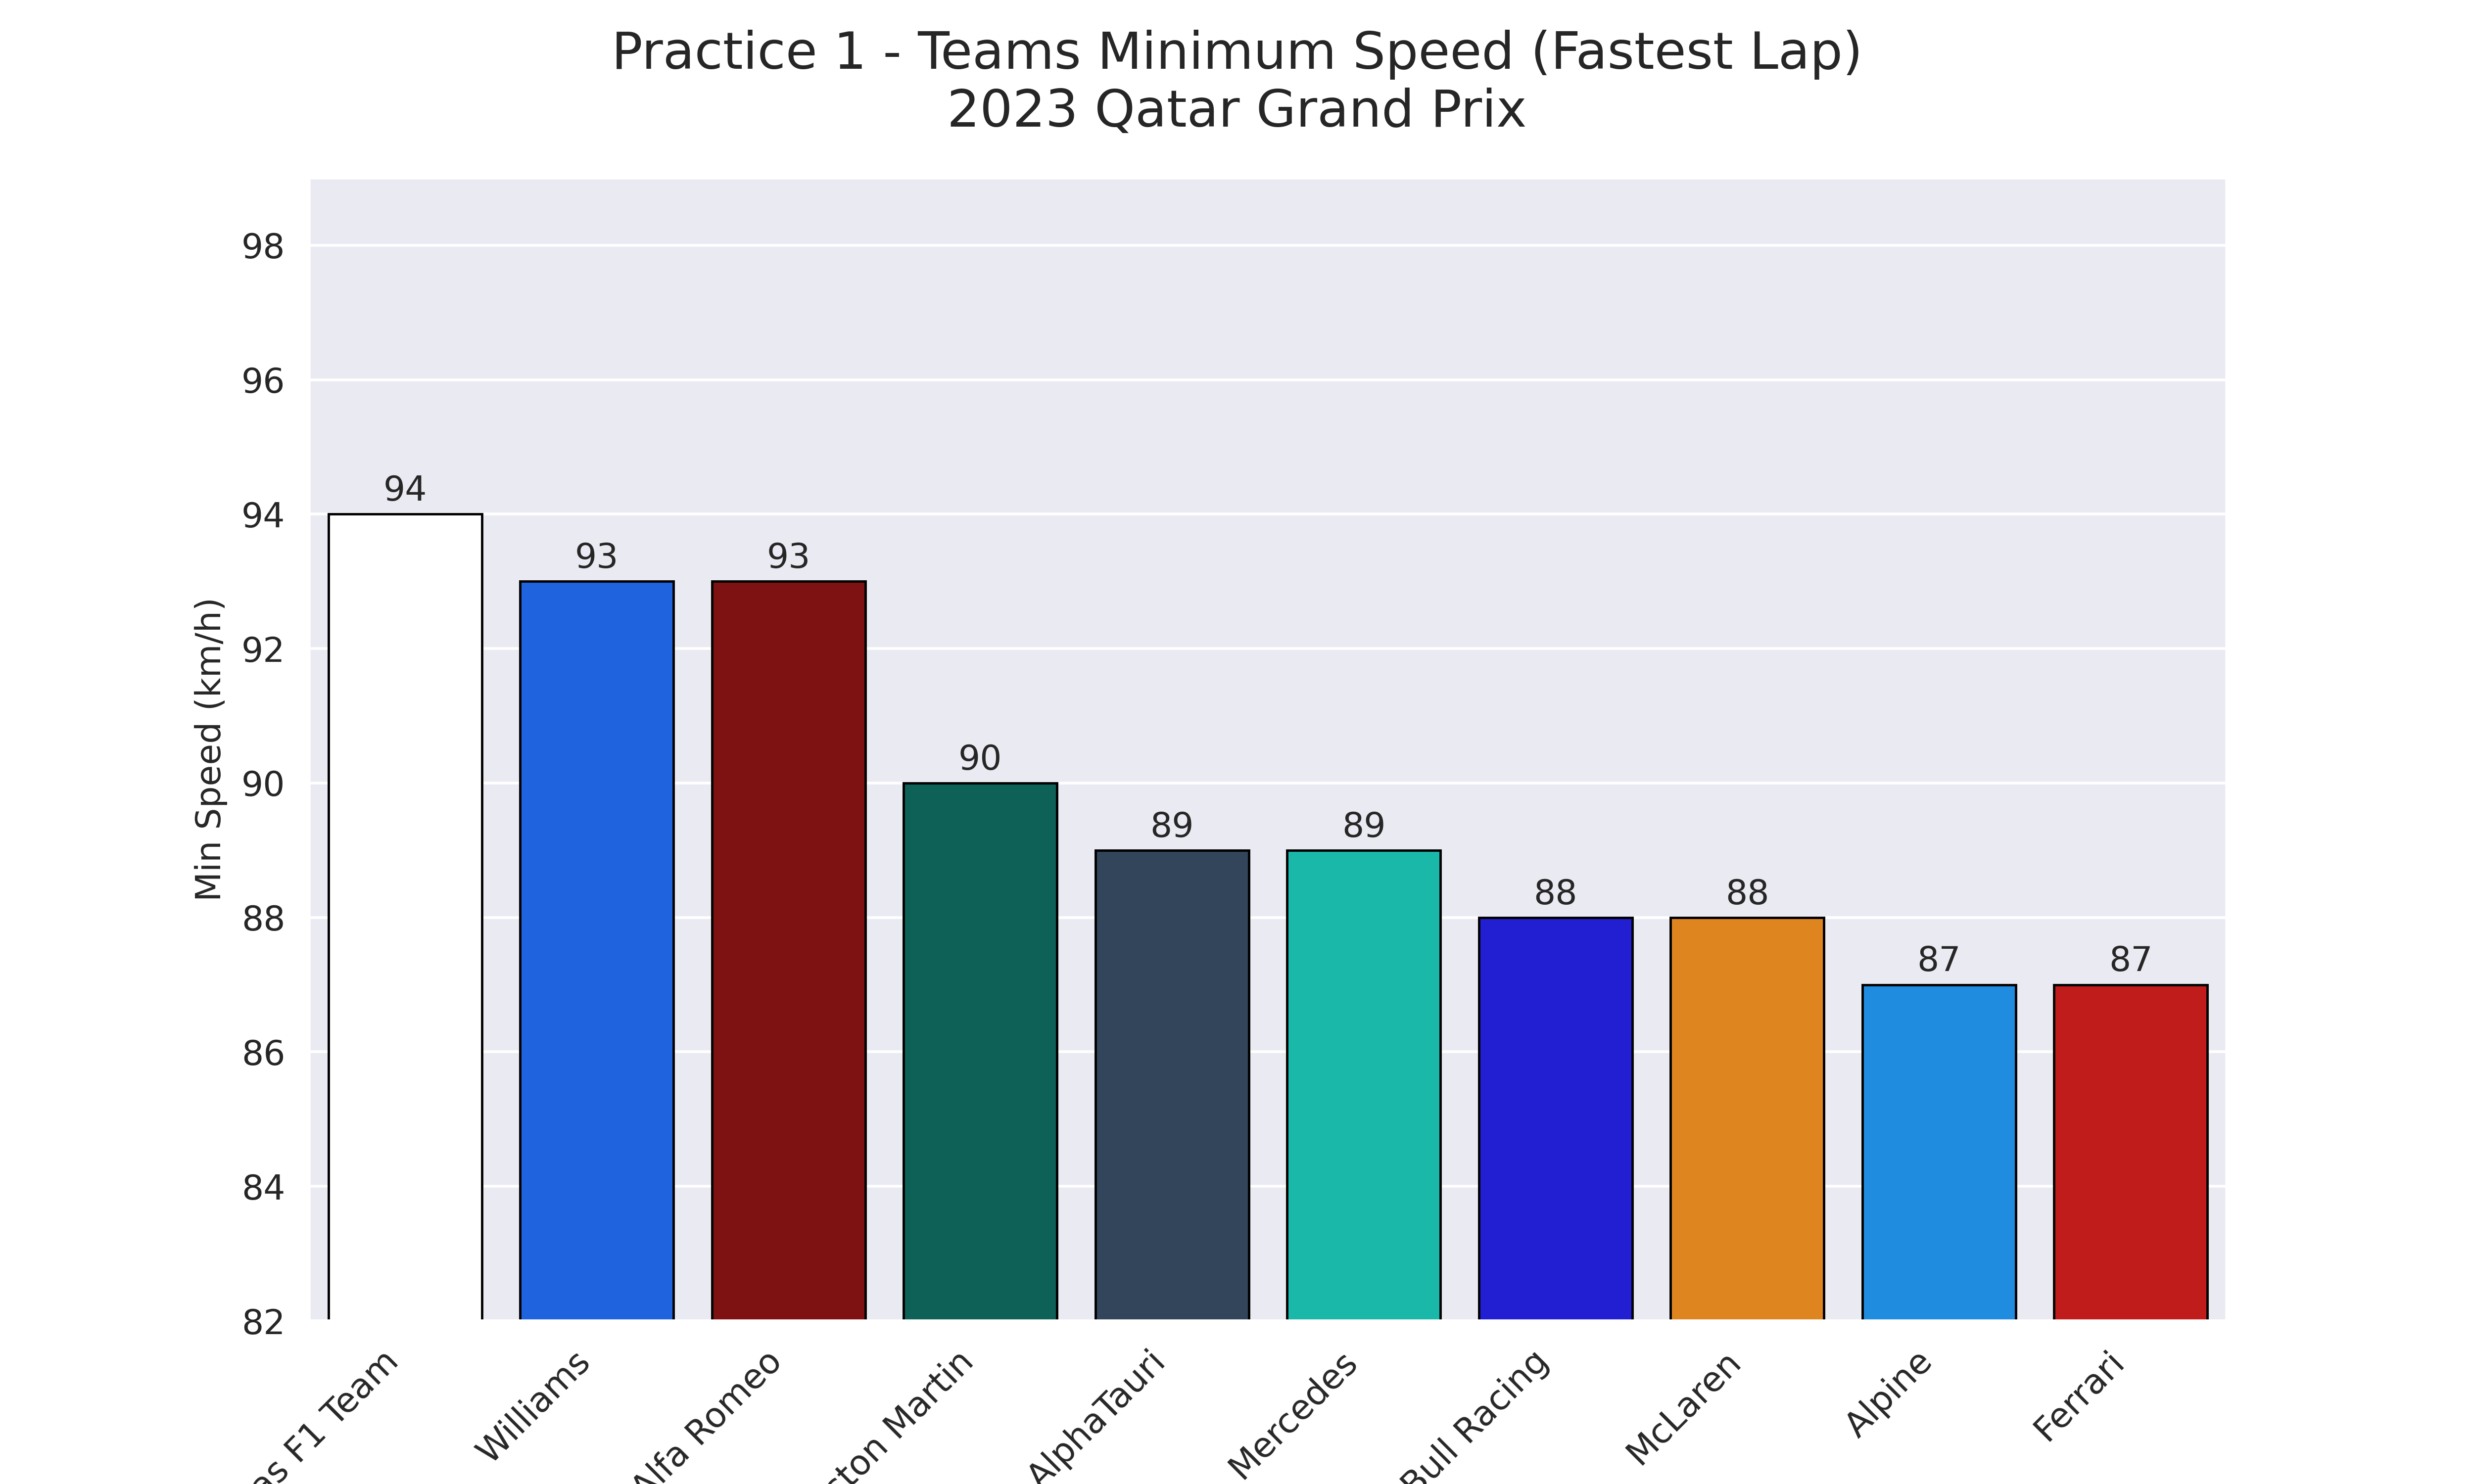 Practice 1 - Teams Minimum Speed (Fastest Lap)
2023 Qatar Grand Prix
Min Speed (km/h)
98
96
94
92
90
88
86
84
82
94
93
93
90
89
89
88
88
87
87
F1 Team
Williams
Alfa Romeo
Martin
AlphaTauri
Mercedes
Bull Racing
McLaren
Alpine
Ferrari